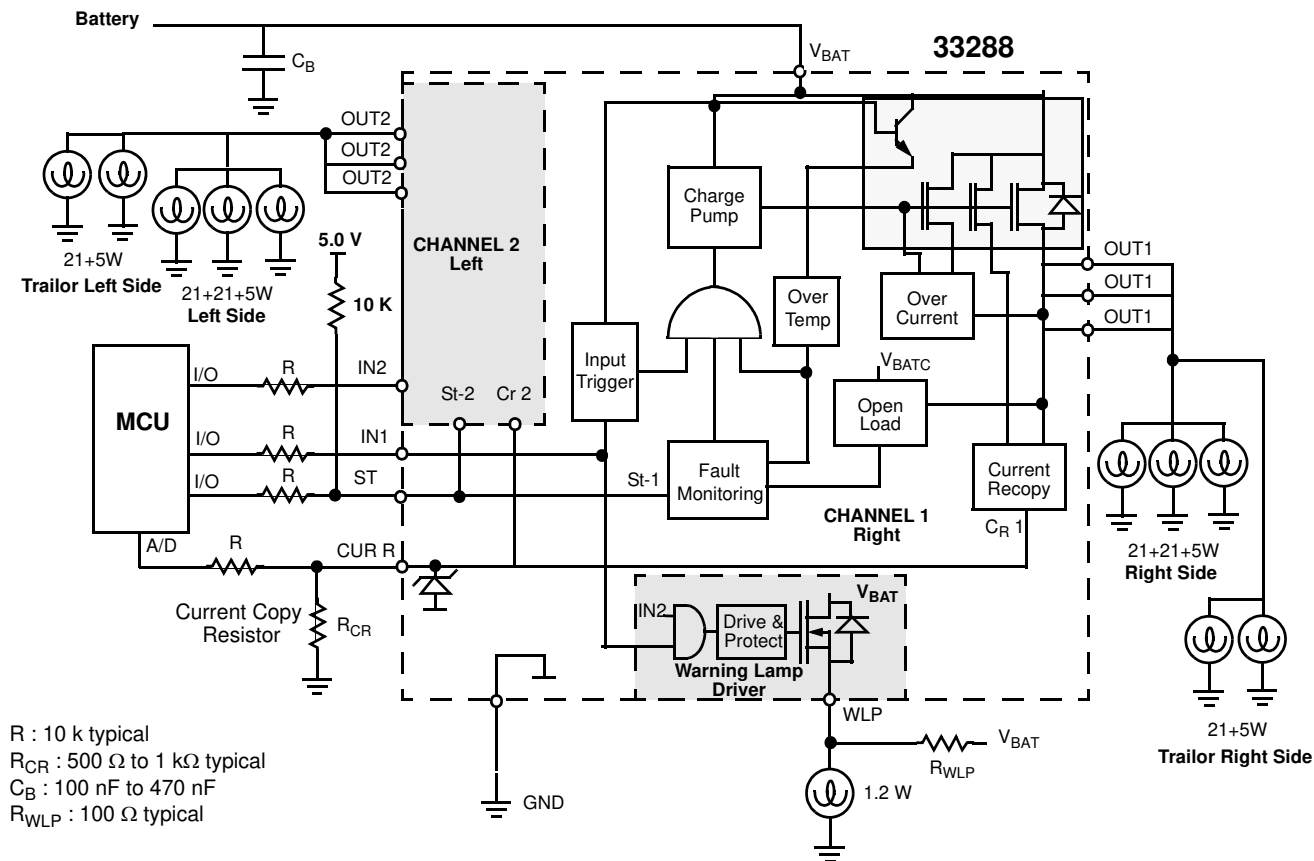 Battery
C_B
V_BAT
33288
OUT2
OUT2
OUT2
CHANNEL 2
Left
21+5W
Trailor Left Side
21+21+5W
Left Side
5.0 V
10 K
Charge
Pump
Over
Temp
Over
Current
OUT1
OUT1
OUT1
Input
Trigger
V_BATC
Open
Load
MCU
I/O
R
IN2
St-2
Cr 2
I/O
R
IN1
I/O
R
ST
St-1
Fault
Monitoring
Current
Recopy
CHANNEL 1
Right
C_R 1
A/D
R
CUR R
Current Copy
Resistor
R_CR
IN2
Drive &
Protect
V_BAT
Warning Lamp
Driver
WLP
21+21+5W
Right Side
21+5W
Trailor Right Side
GND
V_BAT
R_WLP
1.2 W
R : 10 k typical
R_CR : 500 Ω to 1 kΩ typical
C_B : 100 nF to 470 nF
R_WLP : 100 Ω typical